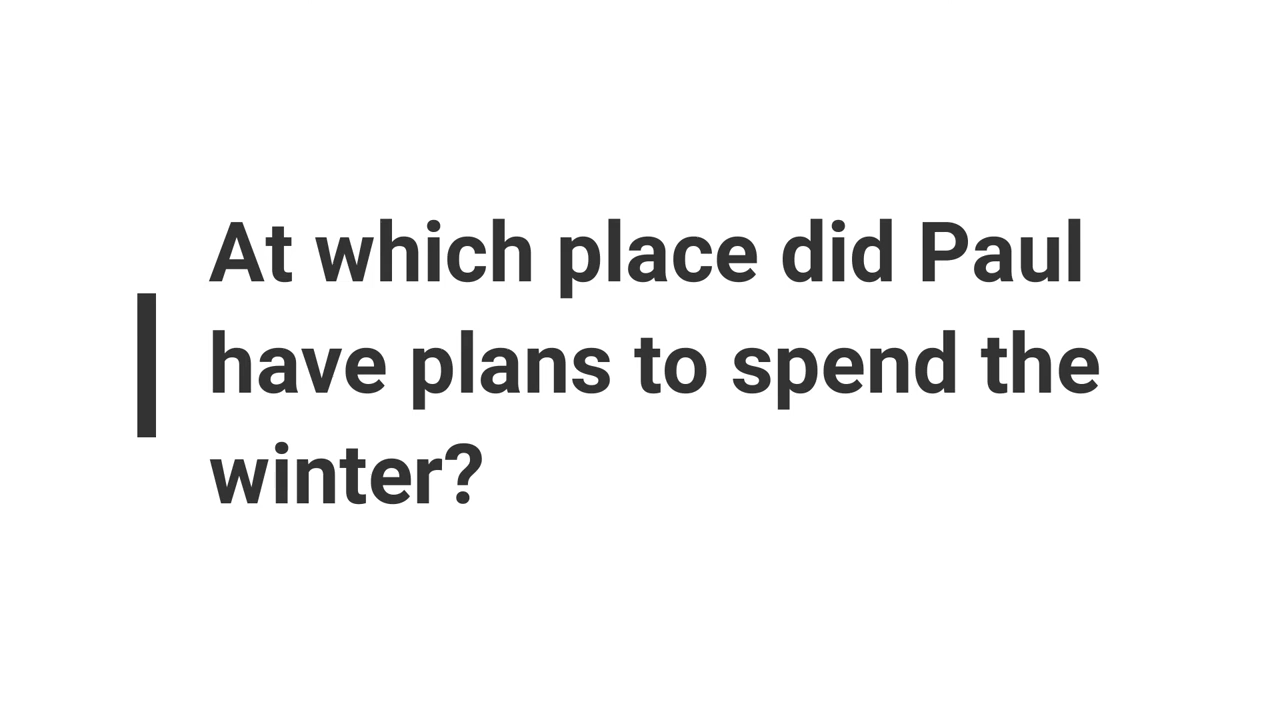 At which place did Paul
have plans to spend the
winter?